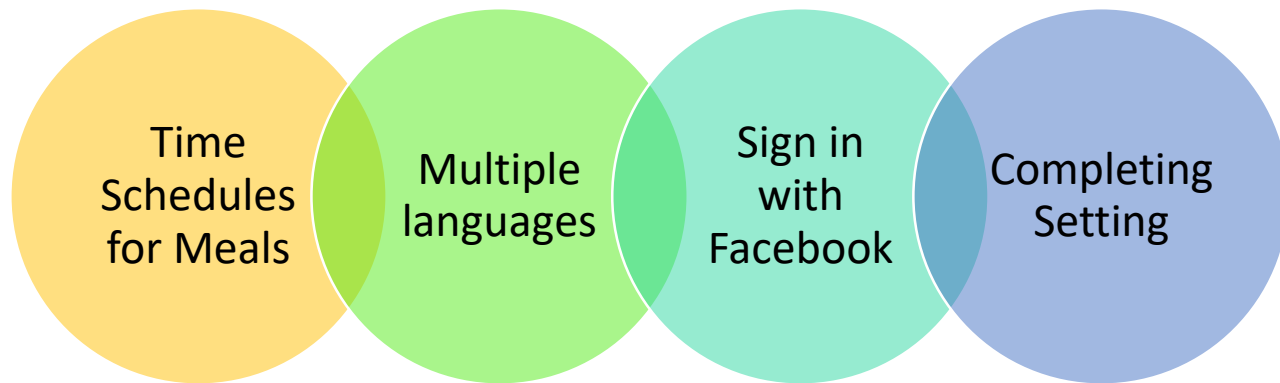 Time
Schedules
for Meals
Multiple
languages
Sign in
with
Facebook
Completing
Setting